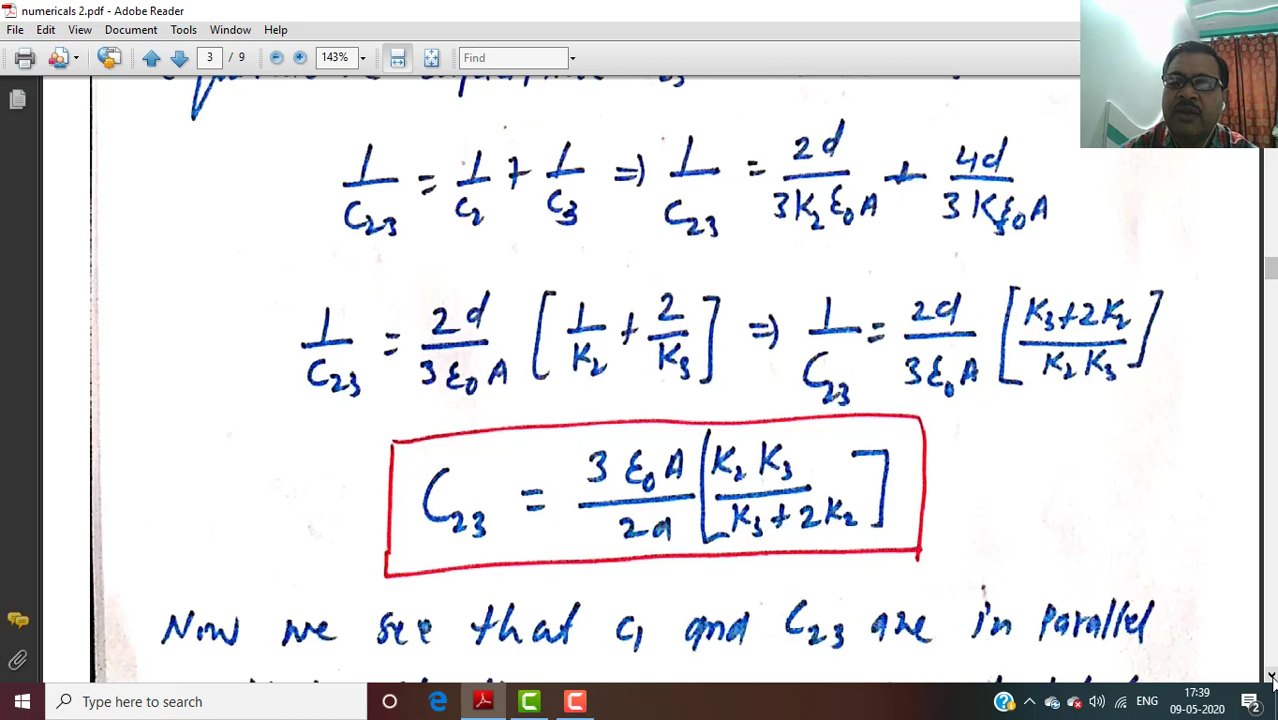 numericals 2.pdf - Adobe Reader
File Edit View Document Tools Window Help
3 / 9 143% Find
1/C₂₃ = 1/C₂ + 1/C₃ ⇒ 1/C₂₃ = 2d/3K₂ε₀A + 4d/3K₃ε₀A
1/C₂₃ = 2d/3ε₀A [1/K₂ + 2/K₃] ⇒ 1/C₂₃ = 2d/3ε₀A [K₃+2K₂/K₂K₃]
C₂₃ = 3ε₀A/2d [K₂K₃/K₃+2K₂]
Now we see that C₁ and C₂₃ are in parallel
Type here to search
ENG
17:39
09-05-2020
2